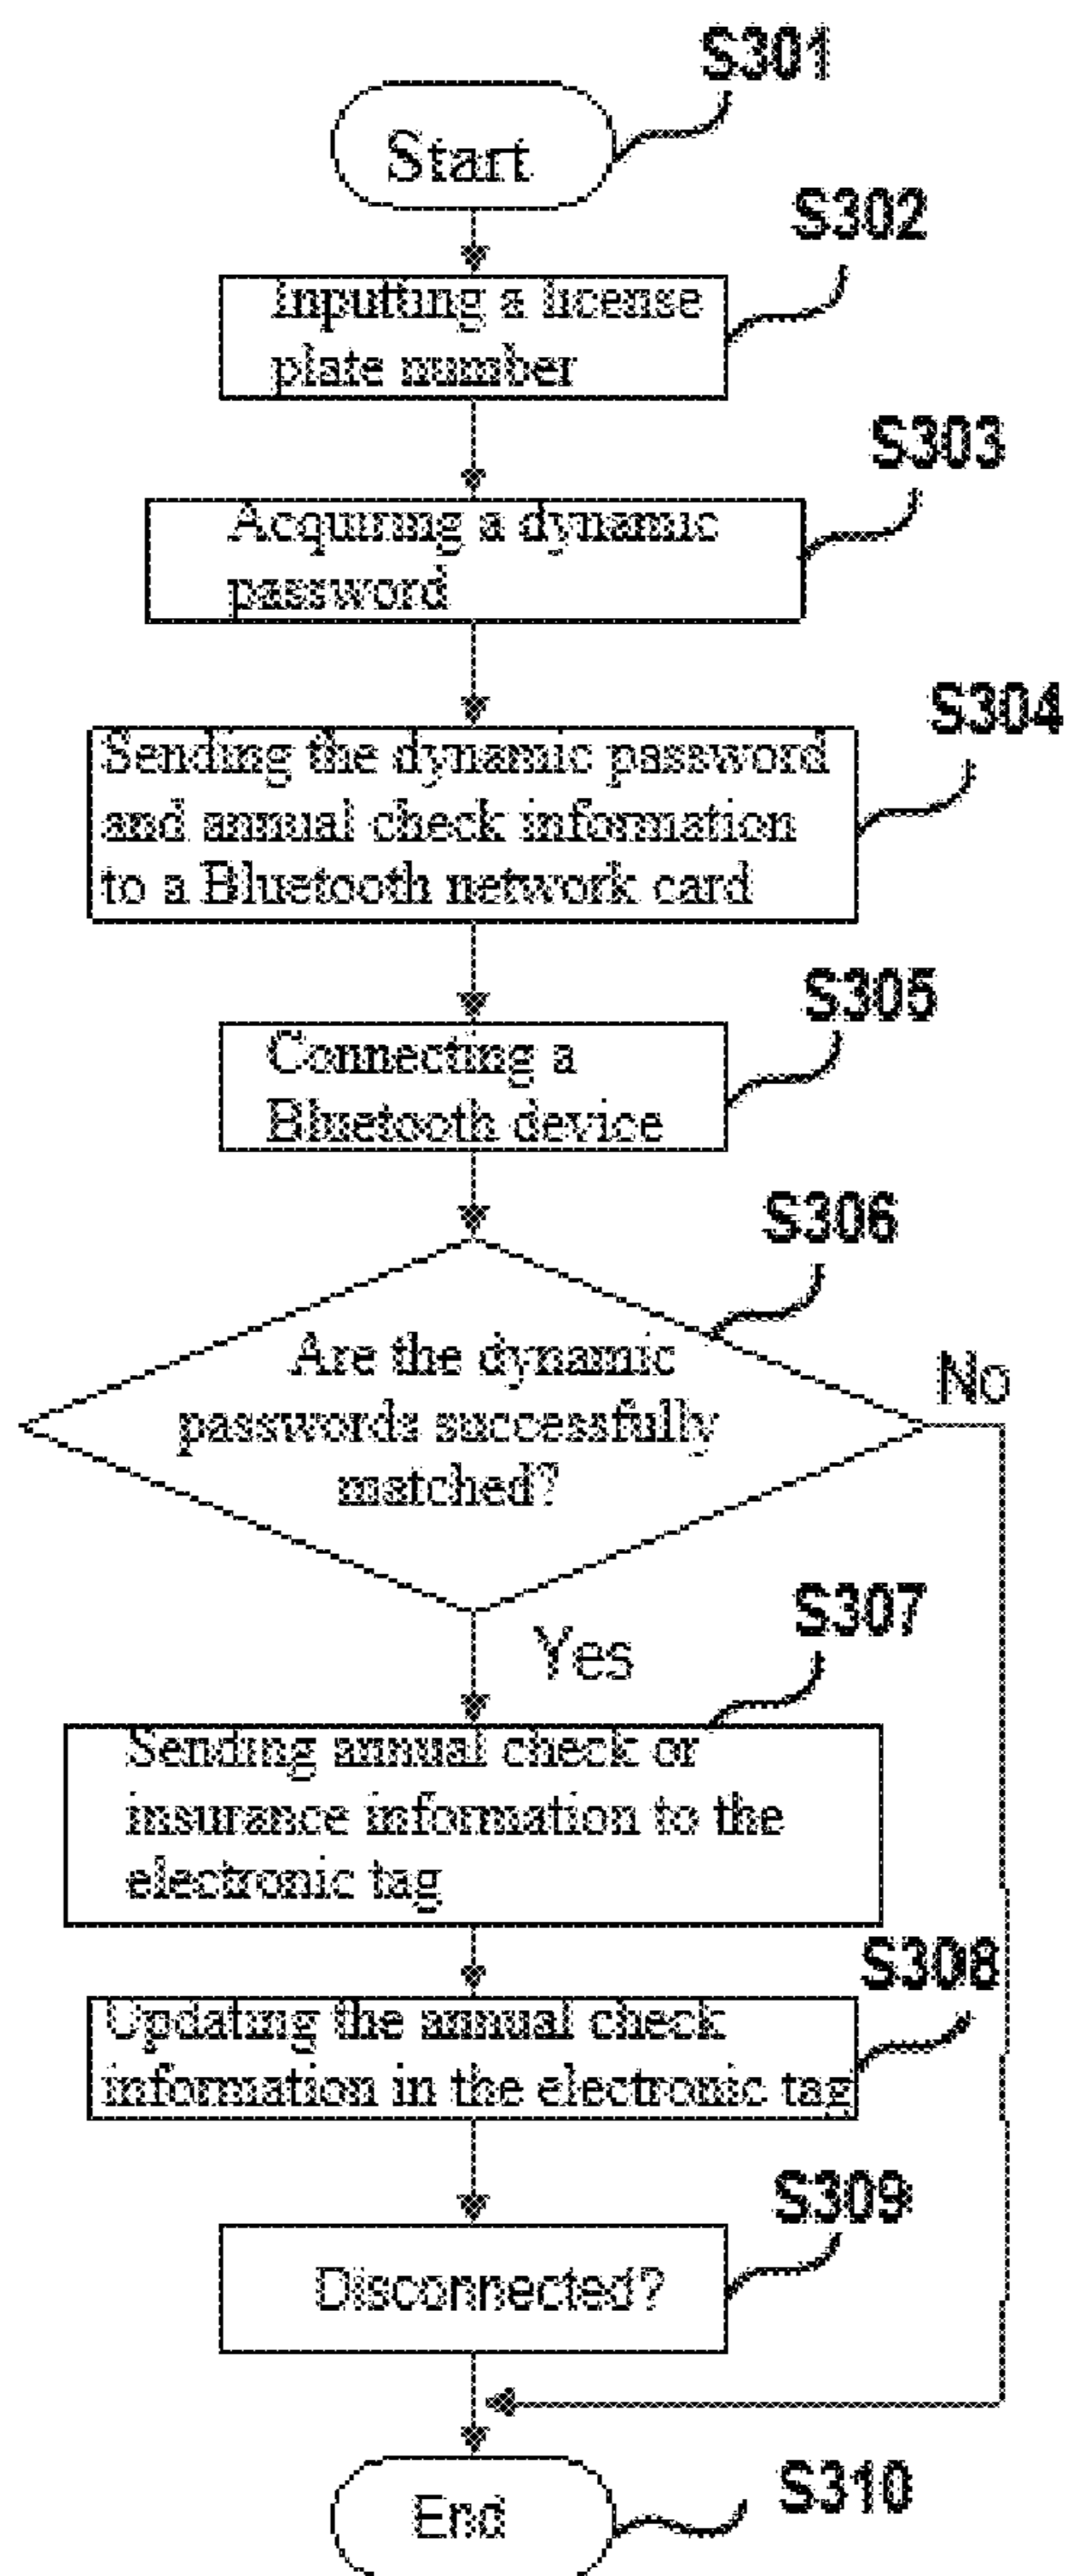 S301
Start
S302
Inputting a license
plate number
S303
Acquiring a dynamic
password
S304
Sending the dynamic password
and annual check information
to a Bluetooth network card
S305
Connecting a
Bluetooth device
S306
Are the dynamic
passwords successfully
matched?
No
Yes
S307
Sending annual check or
insurance information to the
electronic tag
S308
Updating the annual check
information in the electronic tag
S309
Disconnected?
S310
End